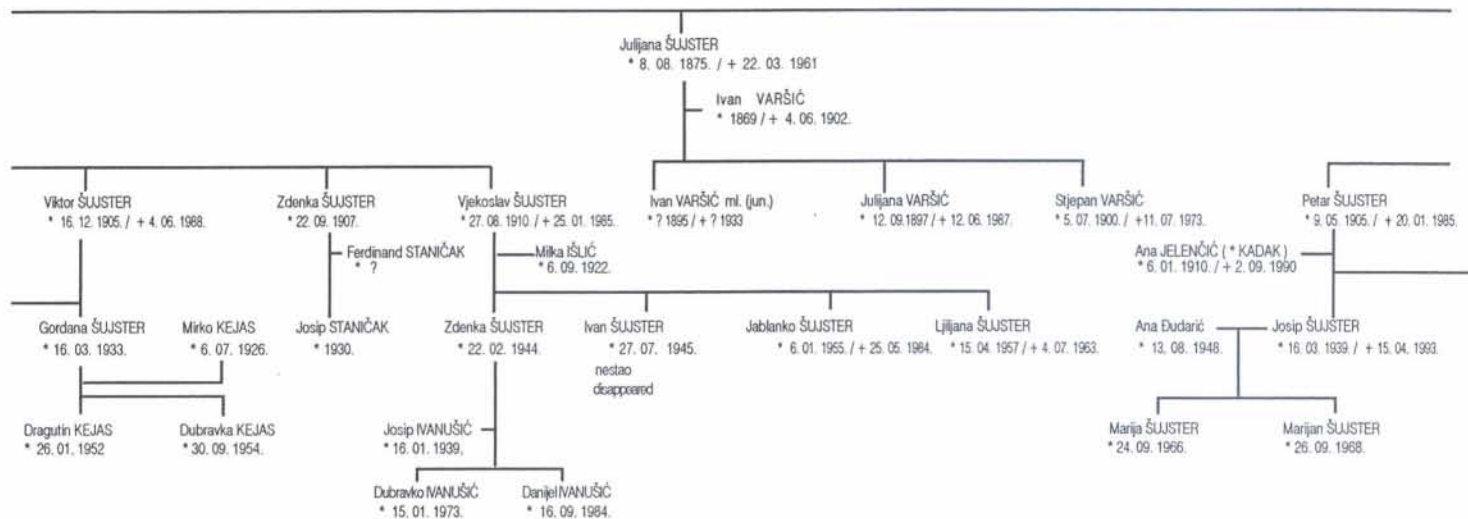 Julijana ŠUJSTER
* 8. 08. 1875. / + 22. 03. 1961
Ivan VARŠIĆ
* 1869 / + 4. 06. 1902.
Viktor ŠUJSTER
* 16. 12. 1905. / + 4. 06. 1988.
Zdenka ŠUJSTER
* 22. 09. 1907.
Vjekoslav ŠUJSTER
* 27. 08. 1910. / + 25. 01. 1985.
Ivan VARŠIĆ ml. (jun.)
* ? 1895 / + ? 1933
Julijana VARŠIĆ
* 12. 09.1897 / + 12. 06. 1987.
Stjepan VARŠIĆ
* 5. 07. 1900. / +11. 07. 1973.
Petar ŠUJSTER
* 9. 05. 1905. / + 20. 01. 1985.
Ferdinand STANIČAK
* ?
Milka IŠLIĆ
* 6. 09. 1922.
Ana JELENČIĆ ( * KADAK )
* 6. 01. 1910. / + 2. 09. 1990
Gordana ŠUJSTER
* 16. 03. 1933.
Mirko KEJAS
* 6. 07. 1926.
Josip STANIČAK
* 1930.
Zdenka ŠUJSTER
* 22. 02. 1944.
Ivan ŠUJSTER
* 27. 07. 1945.
nestao
disappeared
Jablanko ŠUJSTER
* 6. 01. 1955. / + 25. 05. 1984.
Ljiljana ŠUJSTER
* 15. 04. 1957 / + 4. 07. 1963.
Ana Đudarić
* 13. 08. 1948.
Josip ŠUJSTER
* 16. 03. 1939. / + 15. 04. 1993.
Dragutin KEJAS
* 26. 01. 1952
Dubravka KEJAS
* 30. 09. 1954.
Josip IVANUŠIĆ
* 16. 01. 1939.
Marija ŠUJSTER
* 24. 09. 1966.
Marijan ŠUJSTER
* 26. 09. 1968.
Dubravko IVANUŠIĆ
* 15. 01. 1973.
Danijel IVANUŠIĆ
* 16. 09. 1984.